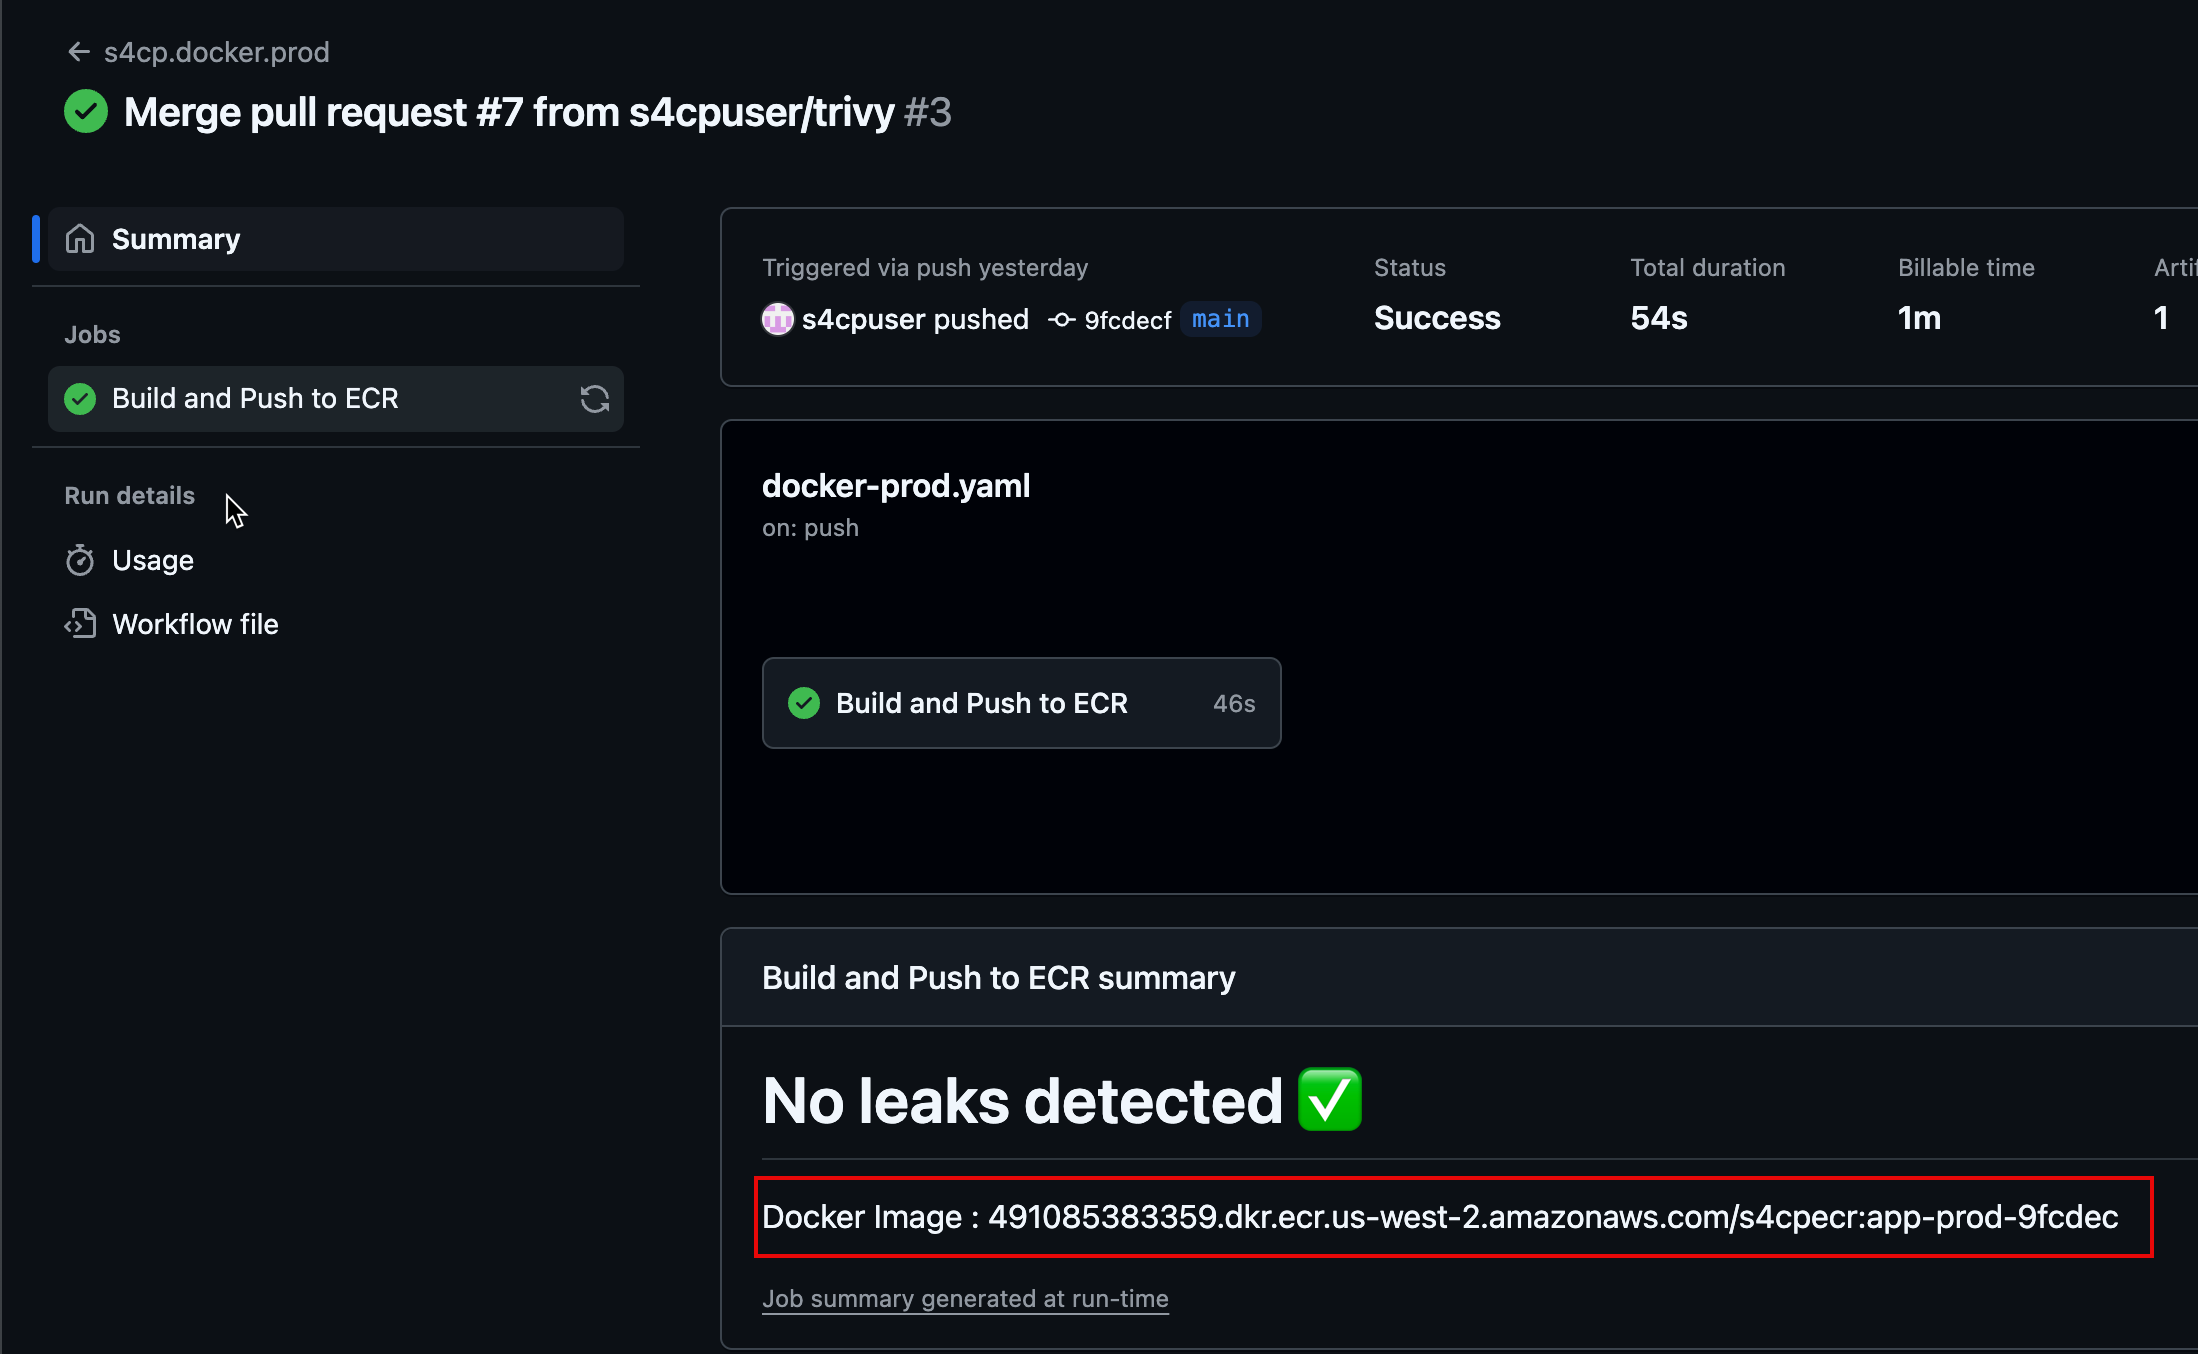 s4cp.docker.prod
Merge pull request #7 from s4cpuser/trivy #3
Summary
Jobs
Build and Push to ECR
Run details
Usage
Workflow file
Triggered via push yesterday
s4cpuser pushed 9fcdecf main
Status
Success
Total duration
54s
Billable time
1m
Arti
1
docker-prod.yaml
on: push
Build and Push to ECR 46s
Build and Push to ECR summary
No leaks detected ✅
Docker Image : 491085383359.dkr.ecr.us-west-2.amazonaws.com/s4cpecr:app-prod-9fcdec
Job summary generated at run-time